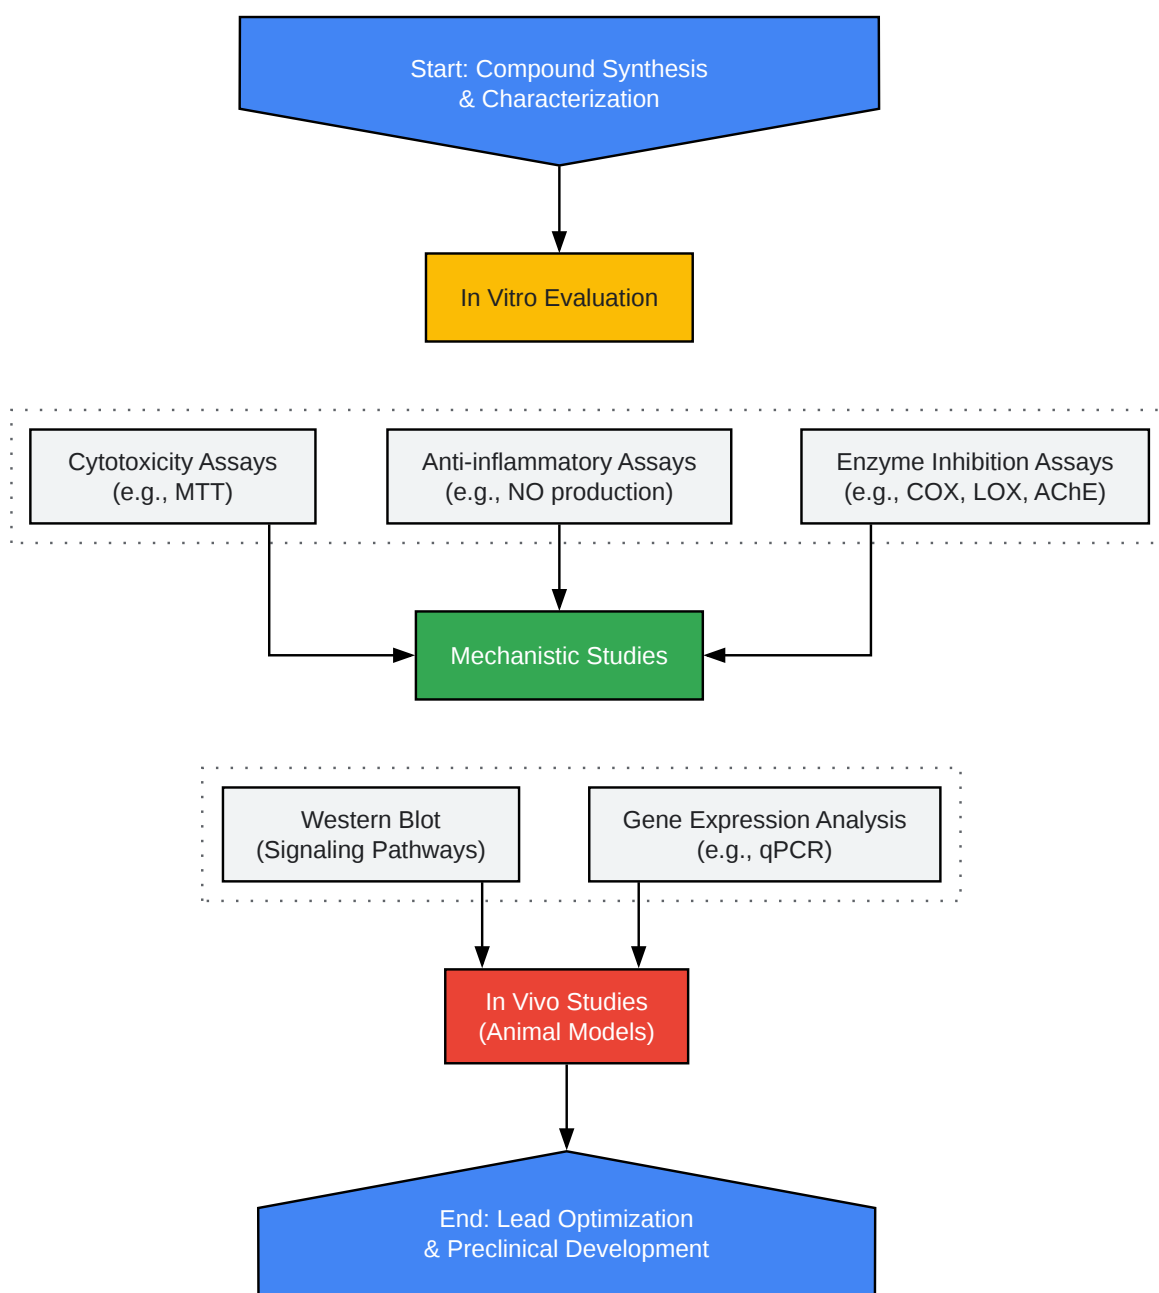 Start: Compound Synthesis
& Characterization
In Vitro Evaluation
Cytotoxicity Assays
(e.g., MTT)
Anti-inflammatory Assays
(e.g., NO production)
Enzyme Inhibition Assays
(e.g., COX, LOX, AChE)
Mechanistic Studies
Western Blot
(Signaling Pathways)
Gene Expression Analysis
(e.g., qPCR)
In Vivo Studies
(Animal Models)
End: Lead Optimization
& Preclinical Development